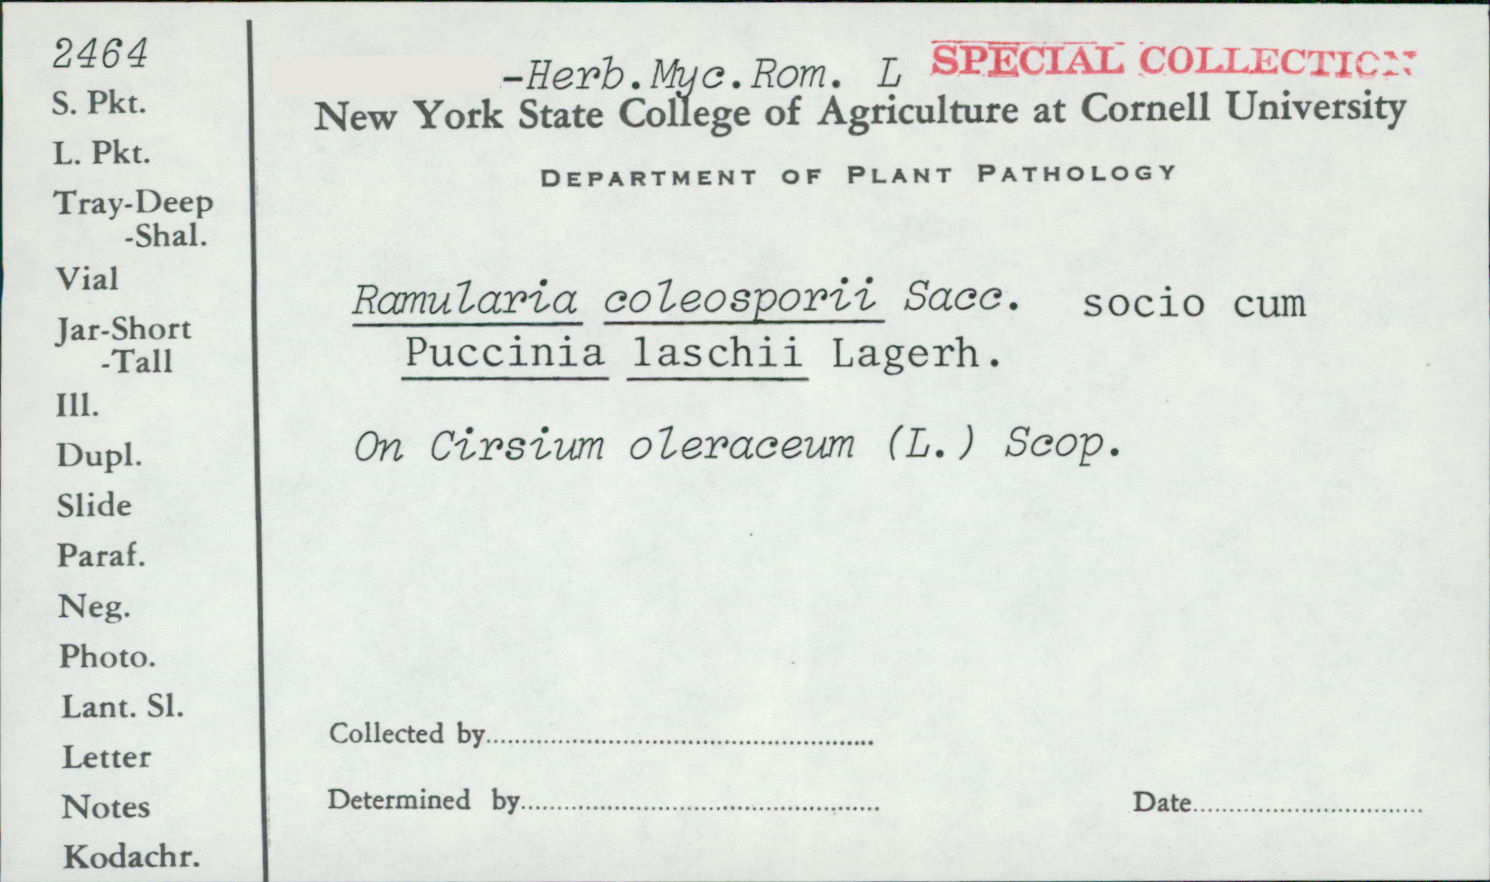 2464
S. Pkt.
L. Pkt.
Tray-Deep
-Shal.
Vial
Jar-Short
-Tall
Ill.
Dupl.
Slide
Paraf.
Neg.
Photo.
Lant. Sl.
Letter
Notes
Kodachr.
-Herb.Myc.Rom. L SPECIAL COLLECTION
New York State College of Agriculture at Cornell University
DEPARTMENT OF PLANT PATHOLOGY
Ramularia coleosporii Sacc. socio cum
Puccinia laschii Lagerh.
On Cirsium oleraceum (L.) Scop.
Collected by
Determined by Date